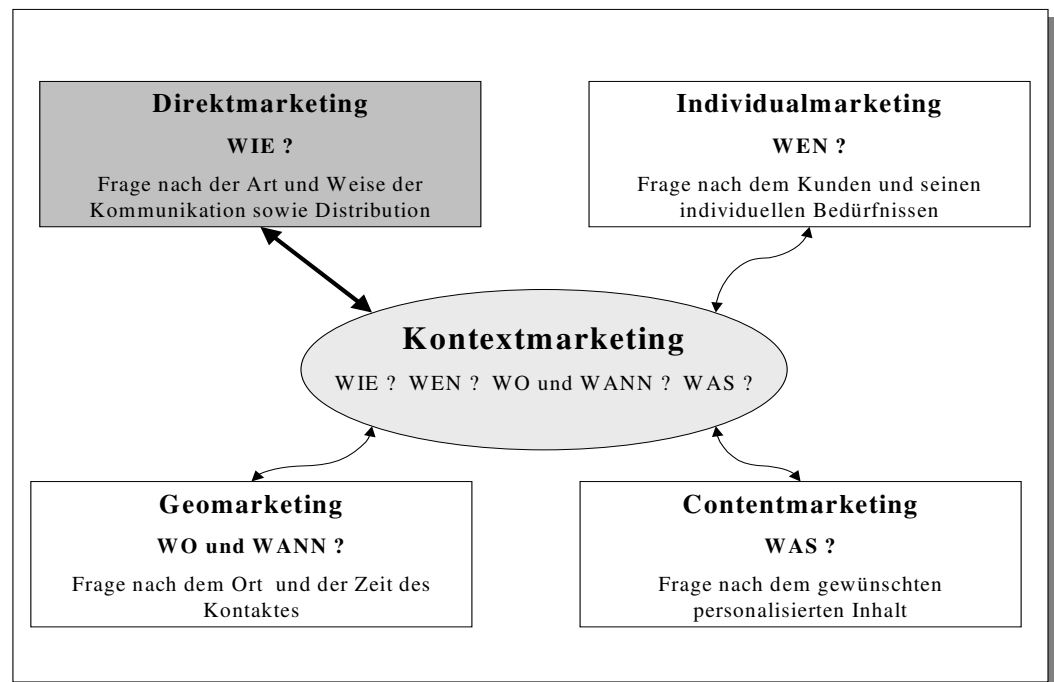 Direktmarketing
WIE ?
Frage nach der Art und Weise der
Kommunikation sowie Distribution
Individualmarketing
WEN ?
Frage nach dem Kunden und seinen
individuellen Bedürfnissen
Kontextmarketing
WIE ? WEN ? WO und WANN ? WAS ?
Geomarketing
WO und WANN ?
Frage nach dem Ort und der Zeit des
Kontaktes
Contentmarketing
WAS ?
Frage nach dem gewünschten
personalisierten Inhalt